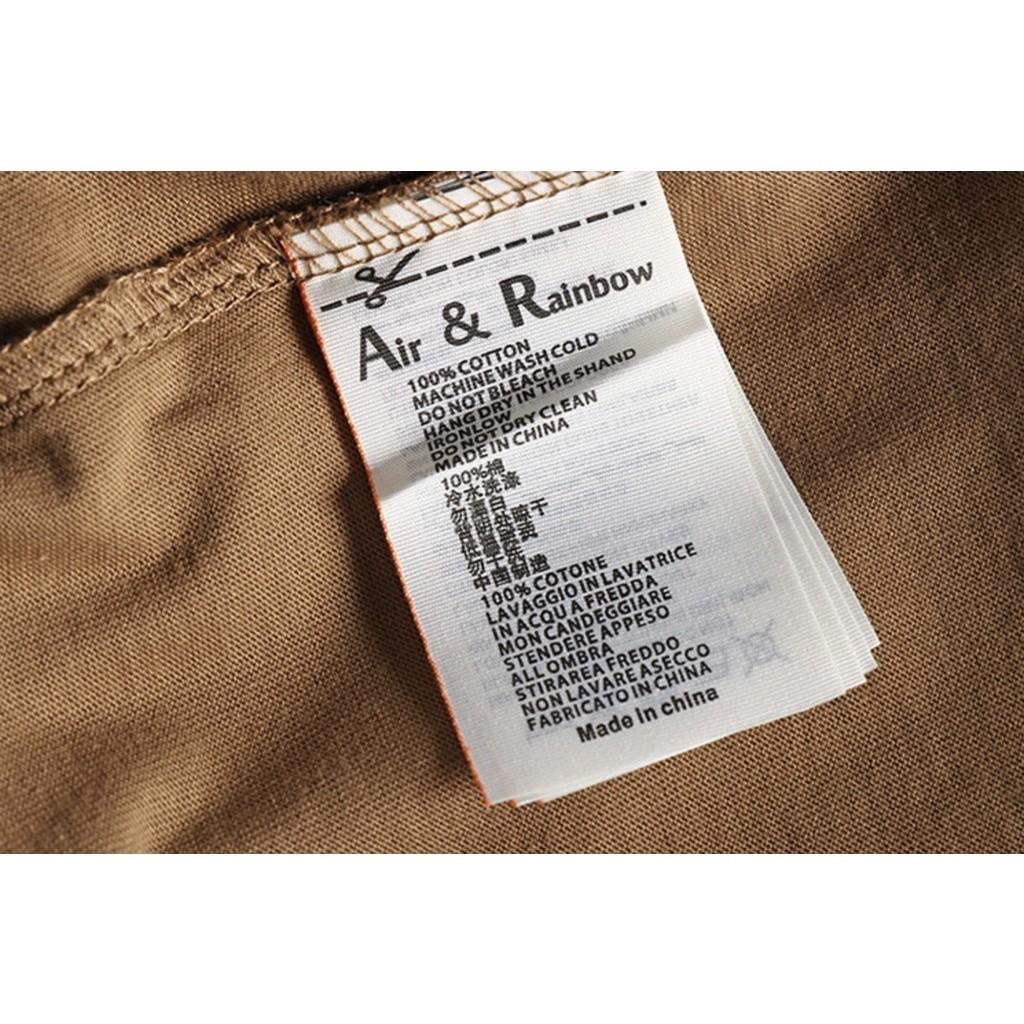 Air & Rainbow
100% COTTON
MACHINE WASH COLD
DO NOT BLEACH
HANG DRY IN THE SHAND
IRONLOW
DO NOT DRY CLEAN
MADE IN CHINA
100%棉
冷水洗涤
中国制造
100% COTONE
LAVAGGIO IN LAVATRICE
IN ACQUA FREDDA
MON CANDEGGIARE
STENDERE APPESO
ALL OMBRA
STIRAREA FREDDO
NON LAVARE ASECCO
FABRICATO IN CHINA
Made in china